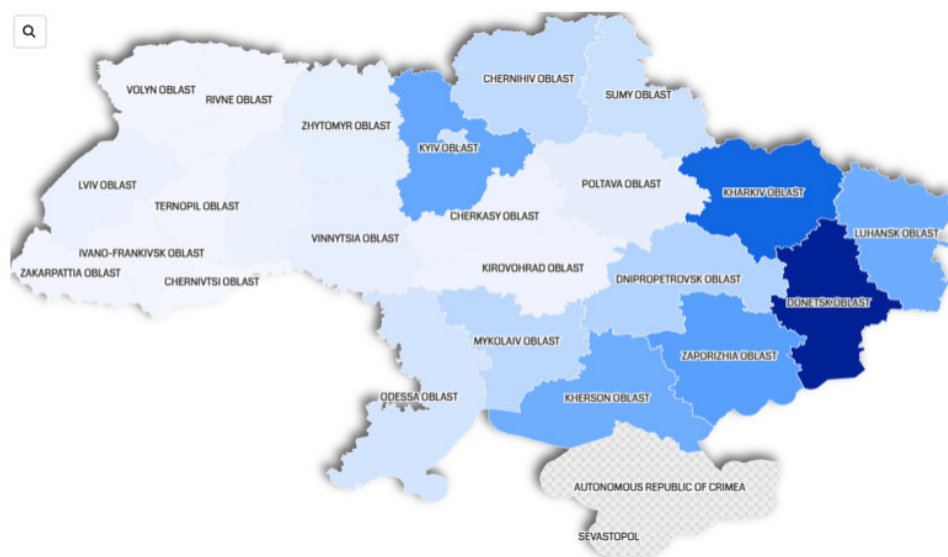 CHERNIHIV OBLAST
VOLYN OBLAST
RIVNE OBLAST
SUMY OBLAST
ZHYTOMYR OBLAST
KYIV OBLAST
LVIV OBLAST
POLTAVA OBLAST
KHARKIV OBLAST
TERNOPIL OBLAST
CHERKASY OBLAST
LUHANSK OBLAST
VINNYTSIA OBLAST
IVANO-FRANKIVSK OBLAST
ZAKARPATTIA OBLAST
CHERNIVTSI OBLAST
KIROVOHRAD OBLAST
DNIPROPETROVSK OBLAST
DONETSK OBLAST
MYKOLAIV OBLAST
ZAPORIZHIA OBLAST
ODESSA OBLAST
KHERSON OBLAST
AUTONOMOUS REPUBLIC OF CRIMEA
SEVASTOPOL